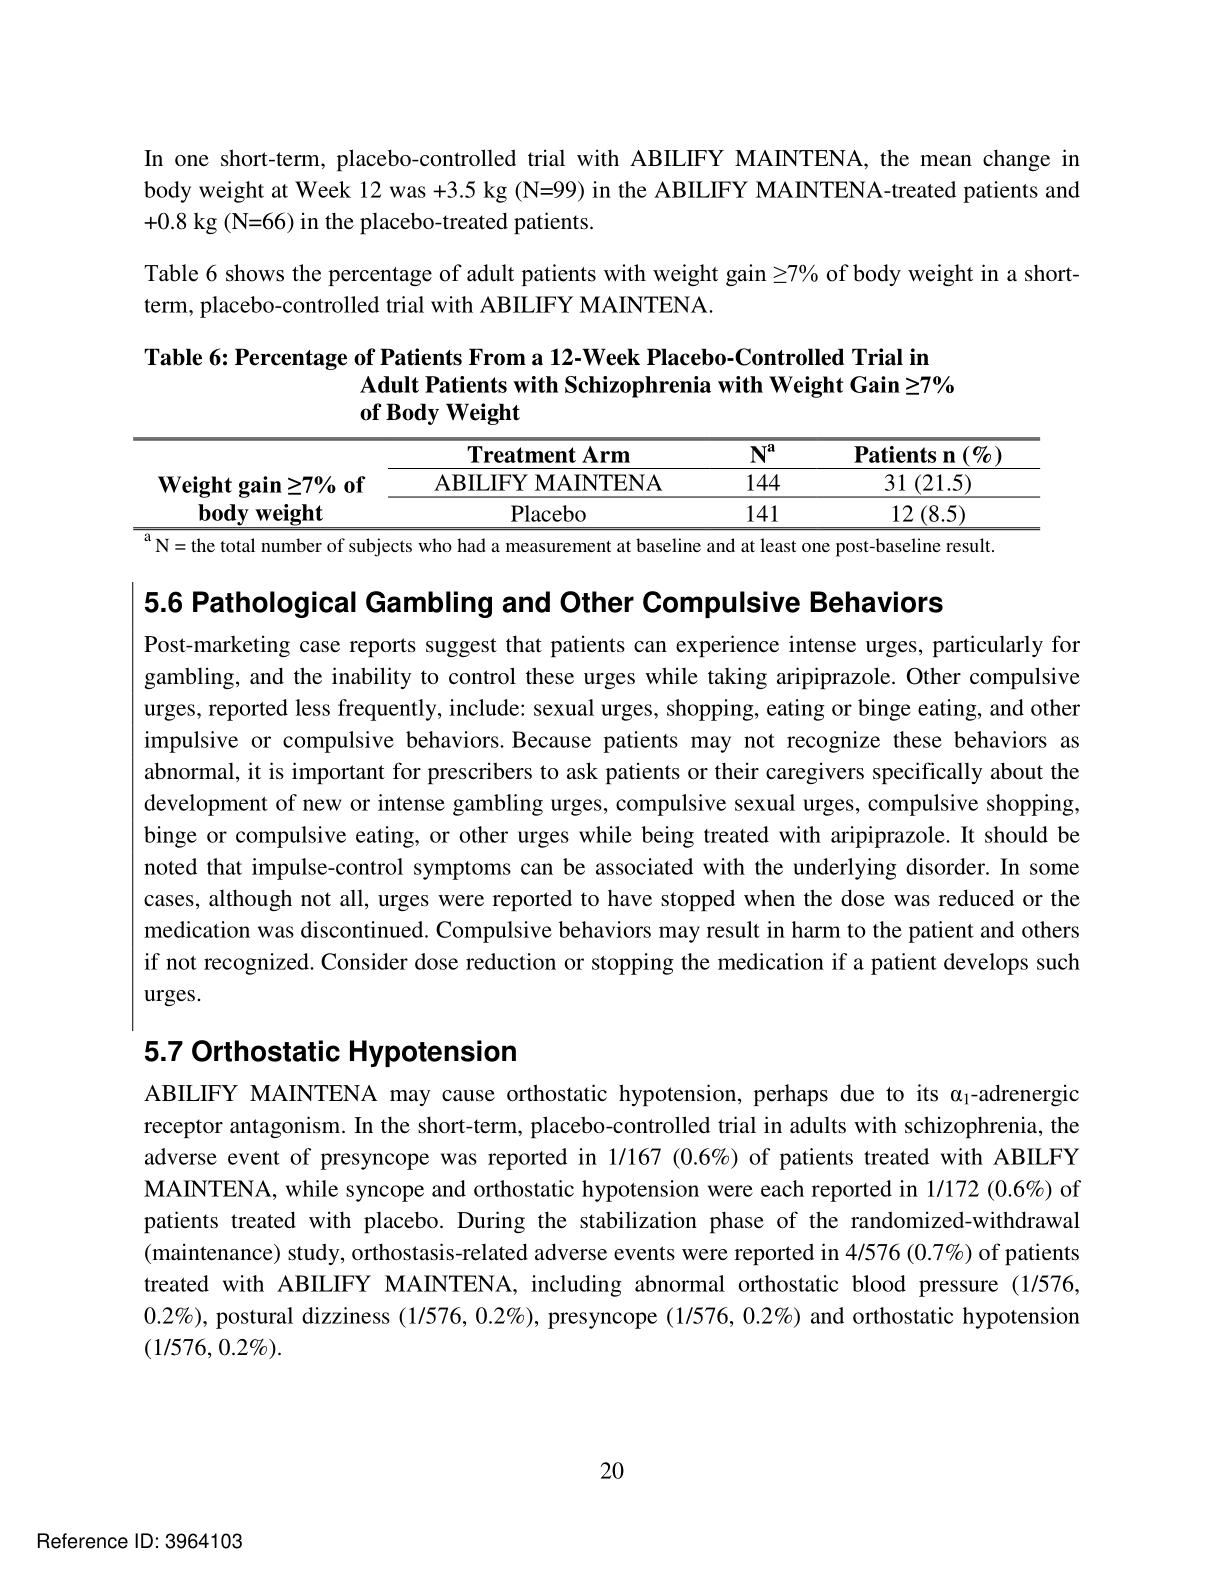 In one short-term, placebo-controlled trial with ABILIFY MAINTENA, the mean change in
body weight at Week 12 was +3.5 kg (N=99) in the ABILIFY MAINTENA-treated patients and
+0.8 kg (N=66) in the placebo-treated patients.
Table 6 shows the percentage of adult patients with weight gain ≥7% of body weight in a short-
term, placebo-controlled trial with ABILIFY MAINTENA.
Table 6: Percentage of Patients From a 12-Week Placebo-Controlled Trial in
Adult Patients with Schizophrenia with Weight Gain ≥7%
of Body Weight
Treatment Arm Nᵃ Patients n (%)
Weight gain ≥7% of ABILIFY MAINTENA 144 31 (21.5)
body weight Placebo 141 12 (8.5)
ᵃ N = the total number of subjects who had a measurement at baseline and at least one post-baseline result.
5.6 Pathological Gambling and Other Compulsive Behaviors
Post-marketing case reports suggest that patients can experience intense urges, particularly for
gambling, and the inability to control these urges while taking aripiprazole. Other compulsive
urges, reported less frequently, include: sexual urges, shopping, eating or binge eating, and other
impulsive or compulsive behaviors. Because patients may not recognize these behaviors as
abnormal, it is important for prescribers to ask patients or their caregivers specifically about the
development of new or intense gambling urges, compulsive sexual urges, compulsive shopping,
binge or compulsive eating, or other urges while being treated with aripiprazole. It should be
noted that impulse-control symptoms can be associated with the underlying disorder. In some
cases, although not all, urges were reported to have stopped when the dose was reduced or the
medication was discontinued. Compulsive behaviors may result in harm to the patient and others
if not recognized. Consider dose reduction or stopping the medication if a patient develops such
urges.
5.7 Orthostatic Hypotension
ABILIFY MAINTENA may cause orthostatic hypotension, perhaps due to its α₁-adrenergic
receptor antagonism. In the short-term, placebo-controlled trial in adults with schizophrenia, the
adverse event of presyncope was reported in 1/167 (0.6%) of patients treated with ABILFY
MAINTENA, while syncope and orthostatic hypotension were each reported in 1/172 (0.6%) of
patients treated with placebo. During the stabilization phase of the randomized-withdrawal
(maintenance) study, orthostasis-related adverse events were reported in 4/576 (0.7%) of patients
treated with ABILIFY MAINTENA, including abnormal orthostatic blood pressure (1/576,
0.2%), postural dizziness (1/576, 0.2%), presyncope (1/576, 0.2%) and orthostatic hypotension
(1/576, 0.2%).
20
Reference ID: 3964103